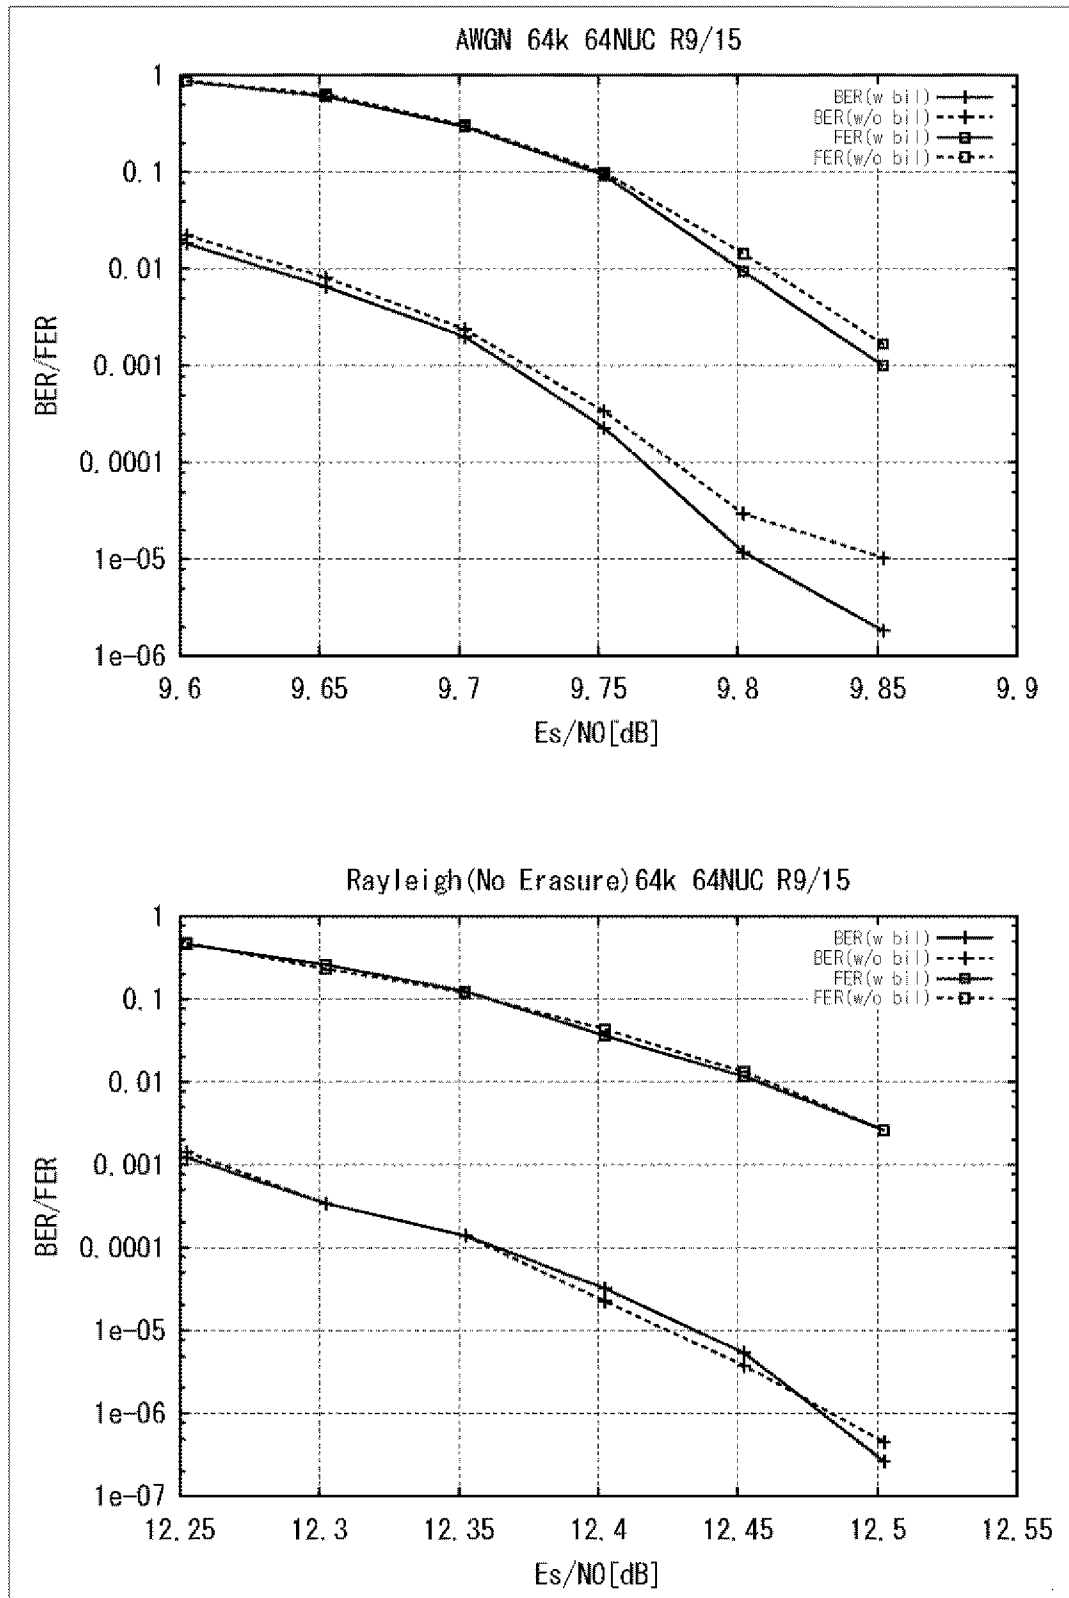 AWGN 64k 64NUC R9/15
BER(w bil)
BER(w/o bil)
FER(w bil)
FER(w/o bil)
1
0.1
0.01
0.001
0.0001
1e-05
1e-06
BER/FER
9.6 9.65 9.7 9.75 9.8 9.85 9.9
Es/N0[dB]
Rayleigh(No Erasure)64k 64NUC R9/15
BER(w bil)
BER(w/o bil)
FER(w bil)
FER(w/o bil)
1
0.1
0.01
0.001
0.0001
1e-05
1e-06
1e-07
BER/FER
12.25 12.3 12.35 12.4 12.45 12.5 12.55
Es/N0[dB]